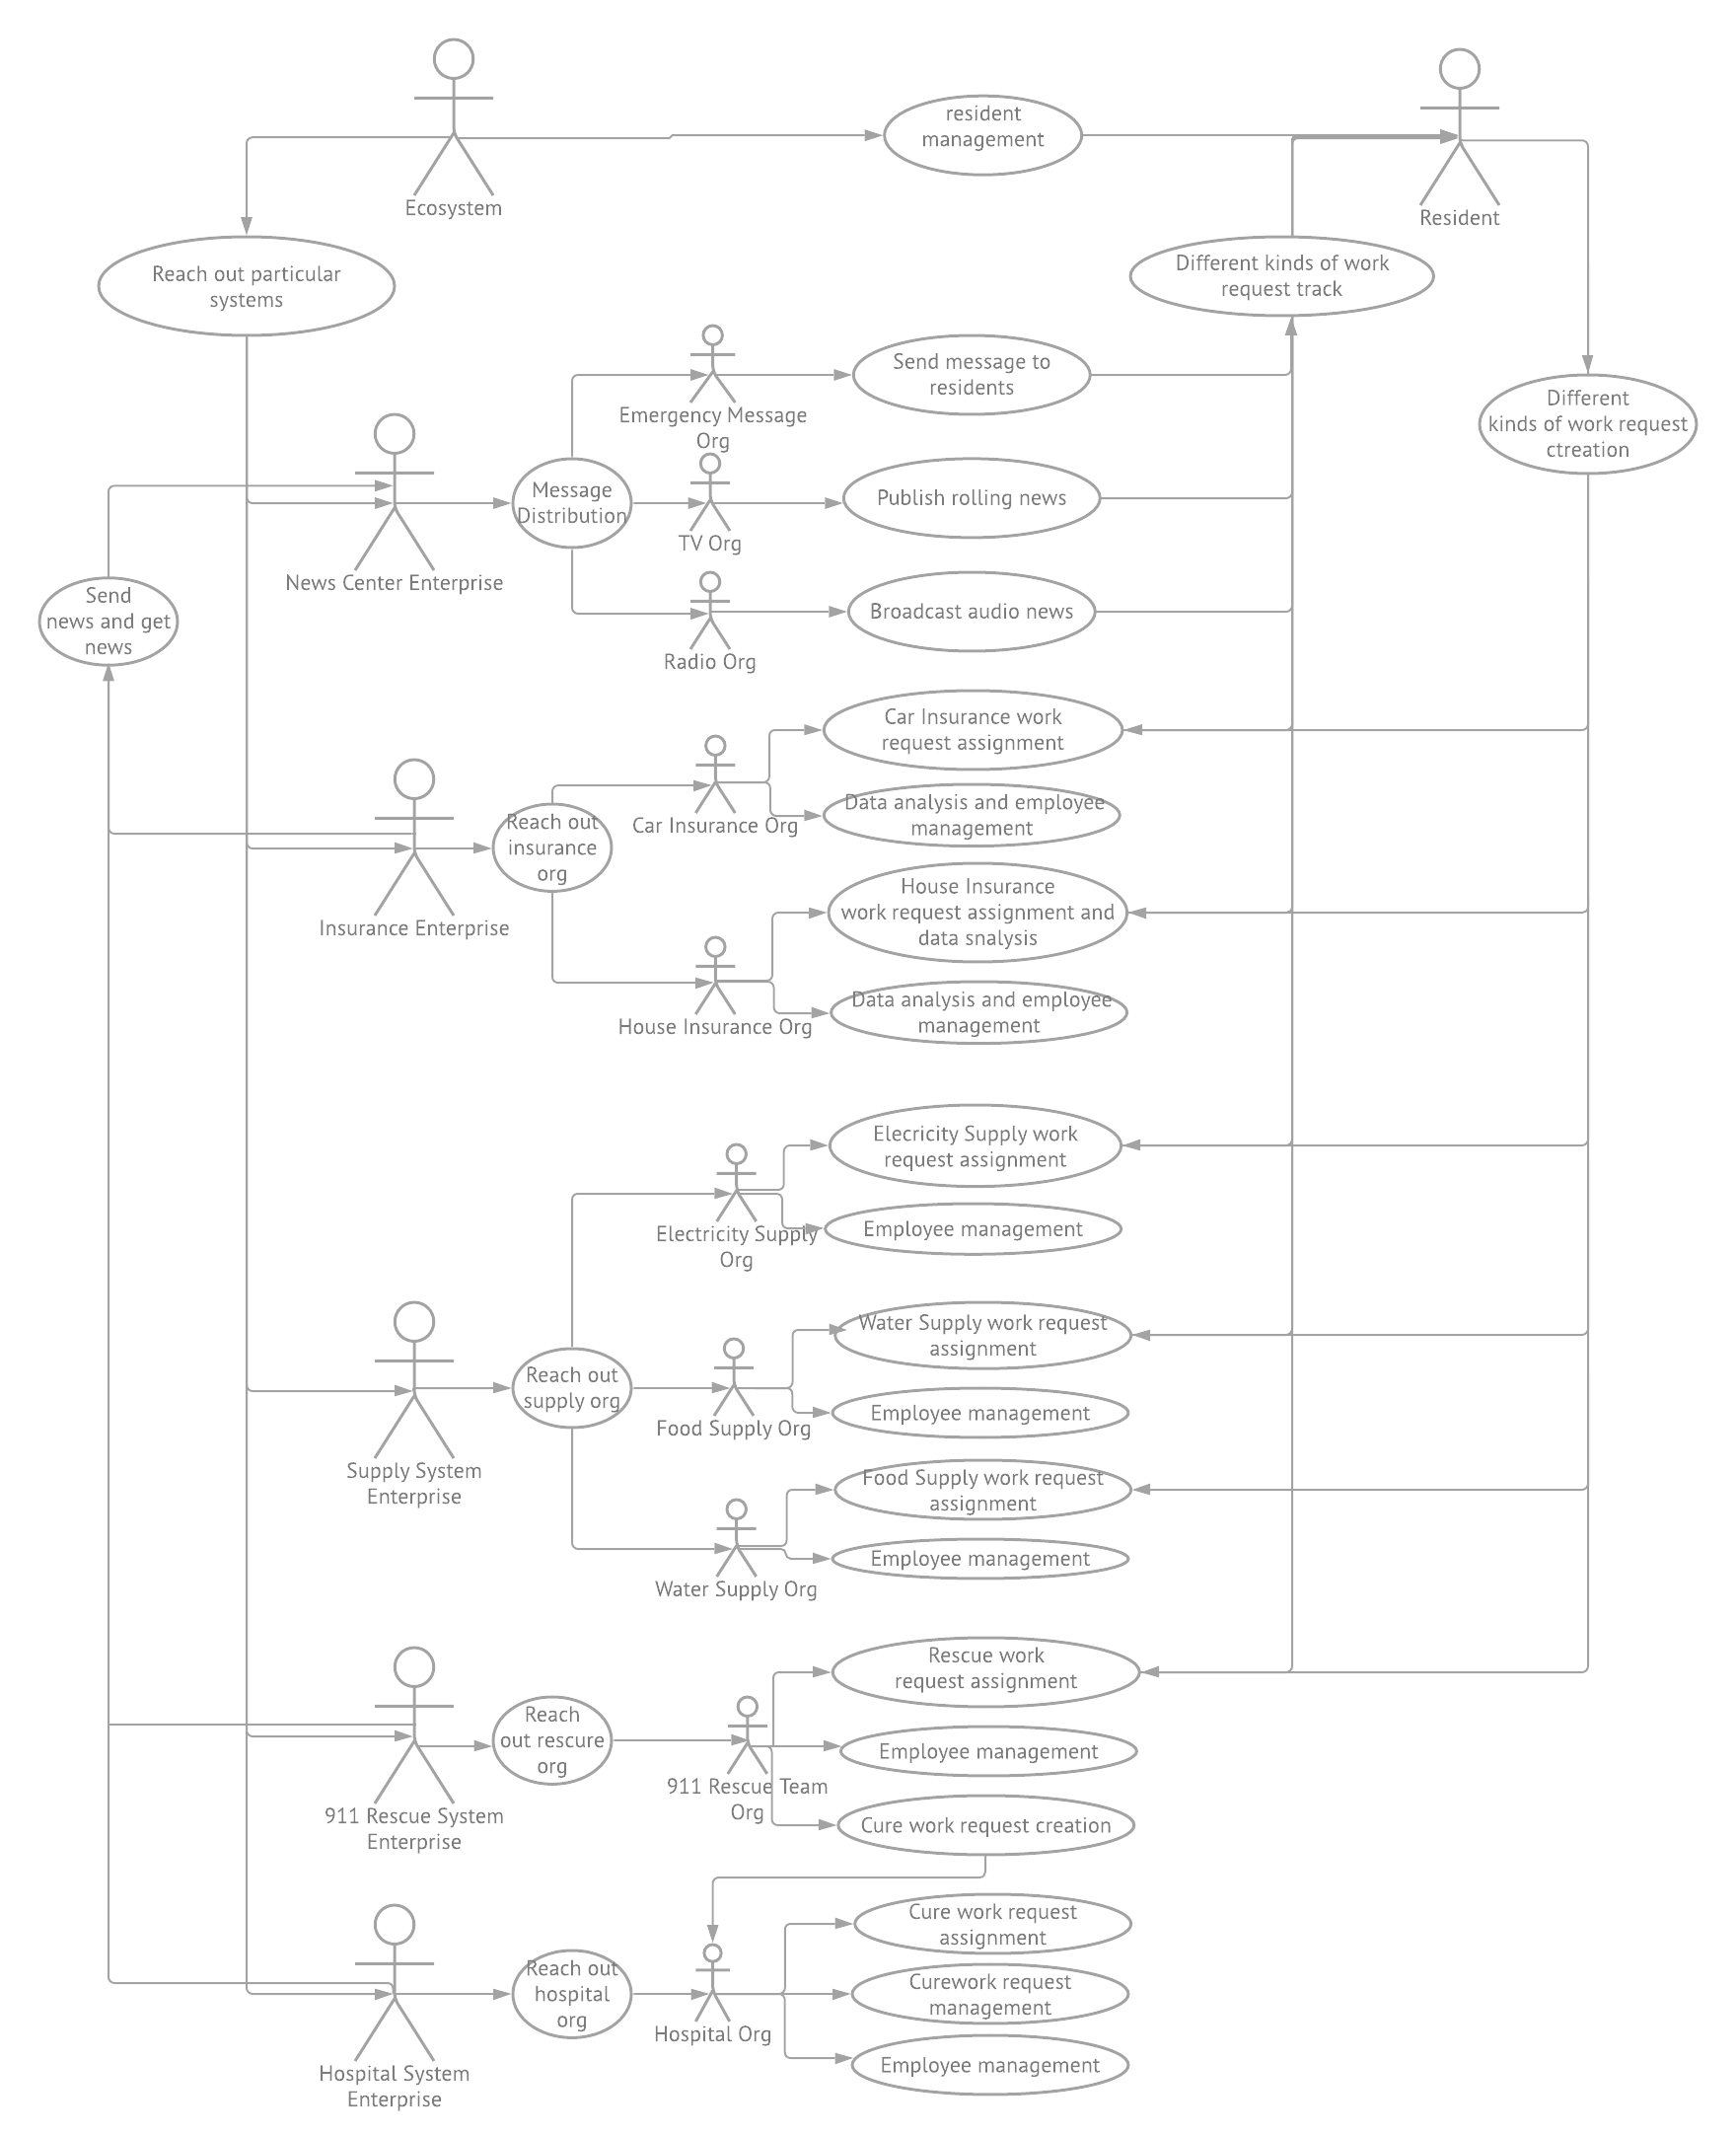 Ecosystem
resident
management
Resident
Reach out particular
systems
Different kinds of work
request track
Emergency Message
Org
Send message to
residents
Different
kinds of work request
ctreation
News Center Enterprise
Message
Distribution
TV Org
Publish rolling news
Send
news and get
news
Radio Org
Broadcast audio news
Car Insurance work
request assignment
Car Insurance Org
Data analysis and employee
management
Insurance Enterprise
Reach out
insurance
org
House Insurance
work request assignment and
data snalysis
House Insurance Org
Data analysis and employee
management
Elecricity Supply work
request assignment
Electricity Supply
Org
Employee management
Water Supply work request
assignment
Supply System
Enterprise
Reach out
supply org
Food Supply Org
Employee management
Food Supply work request
assignment
Water Supply Org
Employee management
Rescue work
request assignment
911 Rescue System
Enterprise
Reach
out rescure
org
911 Rescue Team
Org
Employee management
Cure work request creation
Cure work request
assignment
Hospital System
Enterprise
Reach out
hospital
org
Hospital Org
Curework request
management
Employee management